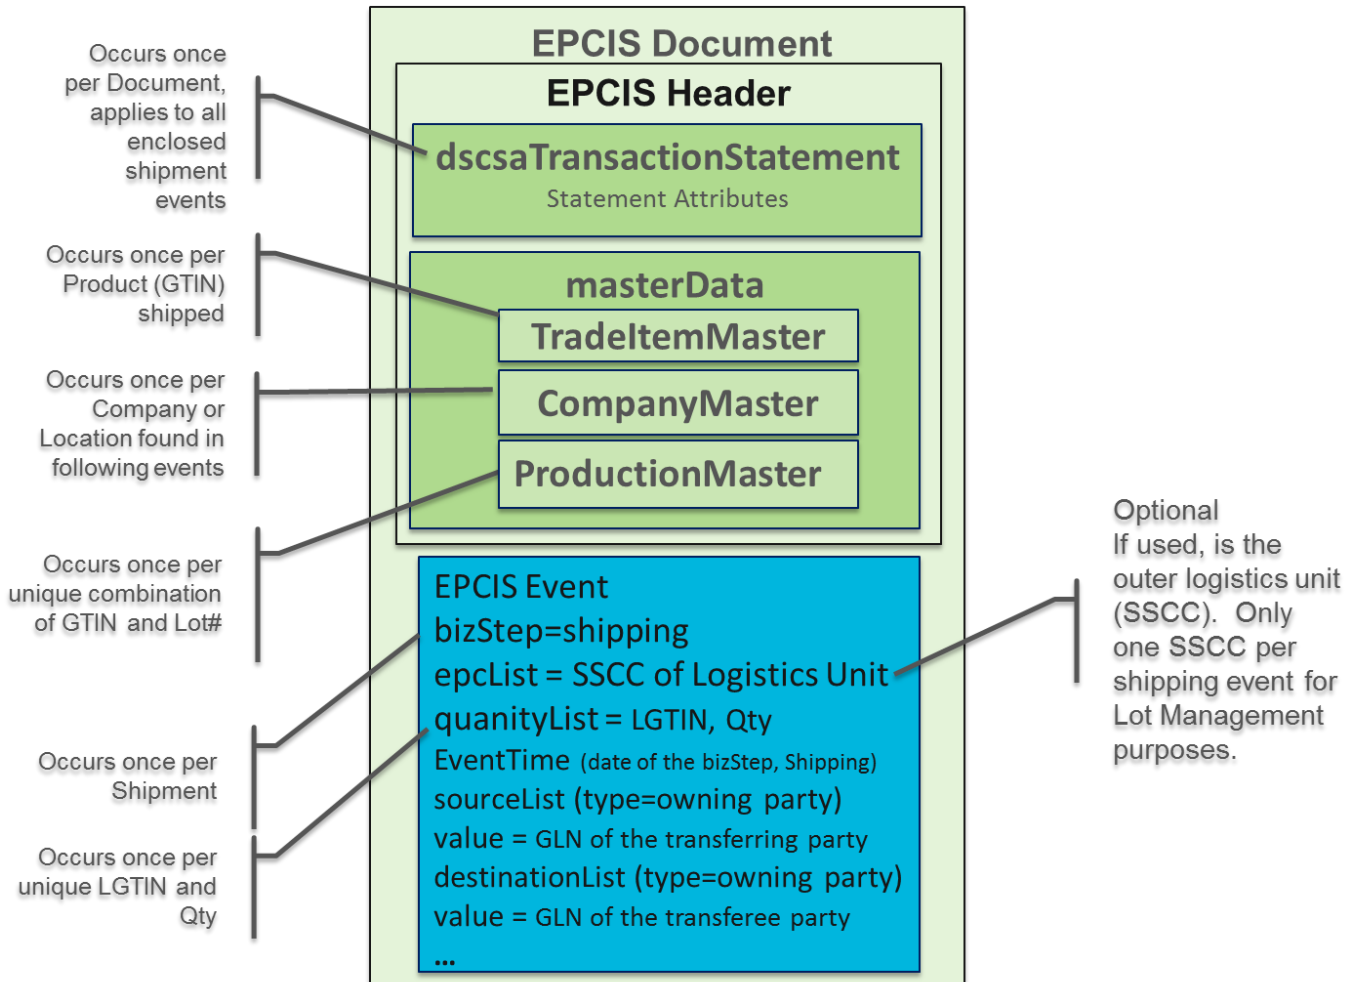 Occurs once
per Document,
applies to all
enclosed
shipment
events
Occurs once per
Product (GTIN)
shipped
Occurs once per
Company or
Location found in
following events
Occurs once per
unique combination
of GTIN and Lot#
Occurs once per
Shipment
Occurs once per
unique LGTIN and
Qty
EPCIS Document
EPCIS Header
dscsaTransactionStatement
Statement Attributes
masterData
TradeItemMaster
CompanyMaster
ProductionMaster
EPCIS Event
bizStep=shipping
epcList = SSCC of Logistics Unit
quanityList = LGTIN, Qty
EventTime (date of the bizStep, Shipping)
sourceList (type=owning party)
value = GLN of the transferring party
destinationList (type=owning party)
value = GLN of the transferee party
...
Optional
If used, is the
outer logistics unit
(SSCC). Only
one SSCC per
shipping event for
Lot Management
purposes.